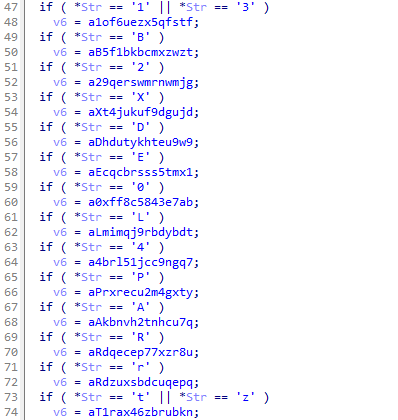 47 if ( *Str == '1' || *Str == '3' )
48 v6 = a1of6uezx5qfstf;
49 if ( *Str == 'B' )
50 v6 = aB5f1bkbcmxzwzt;
51 if ( *Str == '2' )
52 v6 = a29qerswmrnwmjg;
53 if ( *Str == 'X' )
54 v6 = aXt4jukuf9dgujd;
55 if ( *Str == 'D' )
56 v6 = aDhdutykhteu9w9;
57 if ( *Str == 'E' )
58 v6 = aEcqcbrsss5tmx1;
59 if ( *Str == '0' )
60 v6 = a0xff8c5843e7ab;
61 if ( *Str == 'L' )
62 v6 = aLmimqj9rbdybdt;
63 if ( *Str == '4' )
64 v6 = a4brl51jcc9ngq7;
65 if ( *Str == 'P' )
66 v6 = aPrxrecu2m4gxty;
67 if ( *Str == 'A' )
68 v6 = aAkbnvh2tnhcu7q;
69 if ( *Str == 'R' )
70 v6 = aRdqecep77xzr8u;
71 if ( *Str == 'r' )
72 v6 = aRdzuxsbdcuqepq;
73 if ( *Str == 't' || *Str == 'z' )
74 v6 = aT1rax46zbrubkn;